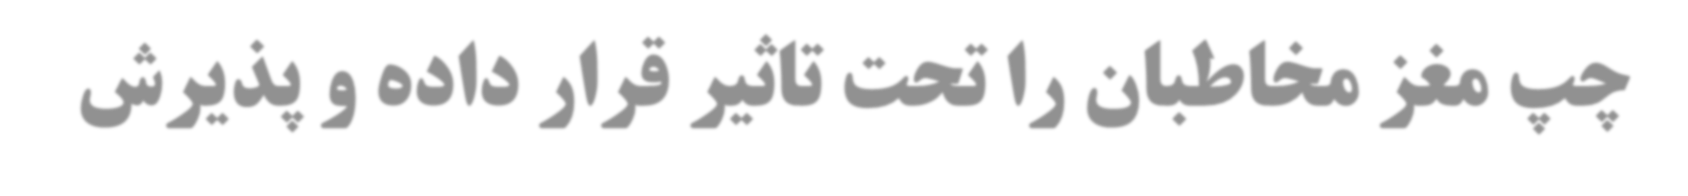 چپ مغز مخاطبان را تحت تاثیر قرار داده و پذیرش